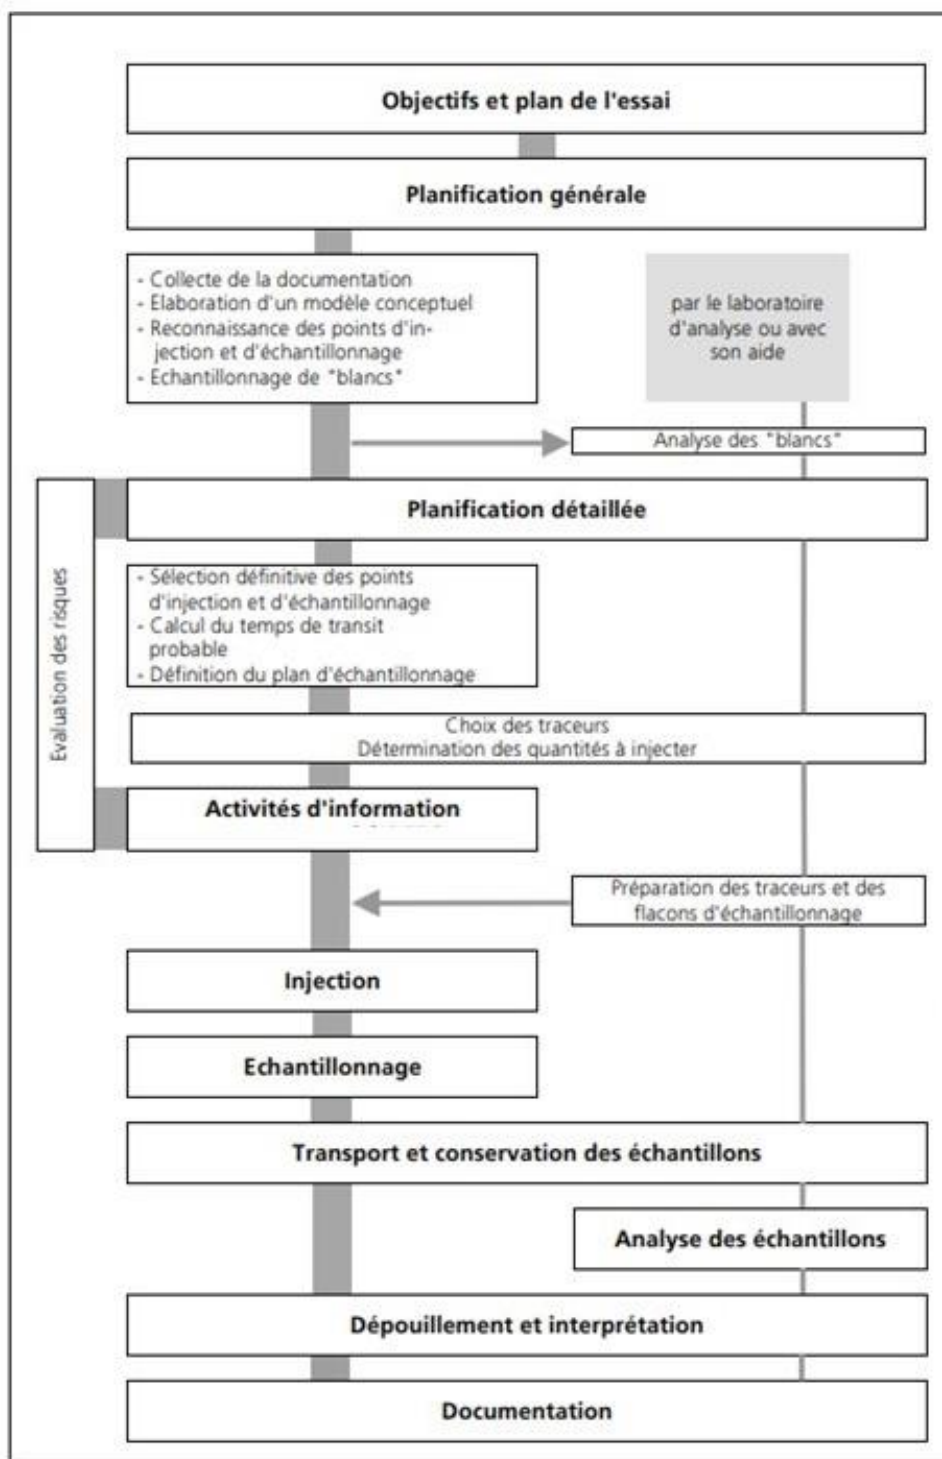 Objectifs et plan de l'essai
Planification générale
- Collecte de la documentation
- Elaboration d'un modèle conceptuel
- Reconnaissance des points d'in-
jection et d'échantillonnage
- Echantillonnage de "blancs"
par le laboratoire
d'analyse ou avec
son aide
Analyse des "blancs"
Planification détaillée
Evaluation des risques
- Sélection définitive des points
d'injection et d'échantillonnage
- Calcul du temps de transit
probable
- Définition du plan d'échantillonnage
Choix des traceurs
Détermination des quantités à injecter
Activités d'information
Préparation des traceurs et des
flacons d'échantillonnage
Injection
Echantillonnage
Transport et conservation des échantillons
Analyse des échantillons
Dépouillement et interprétation
Documentation